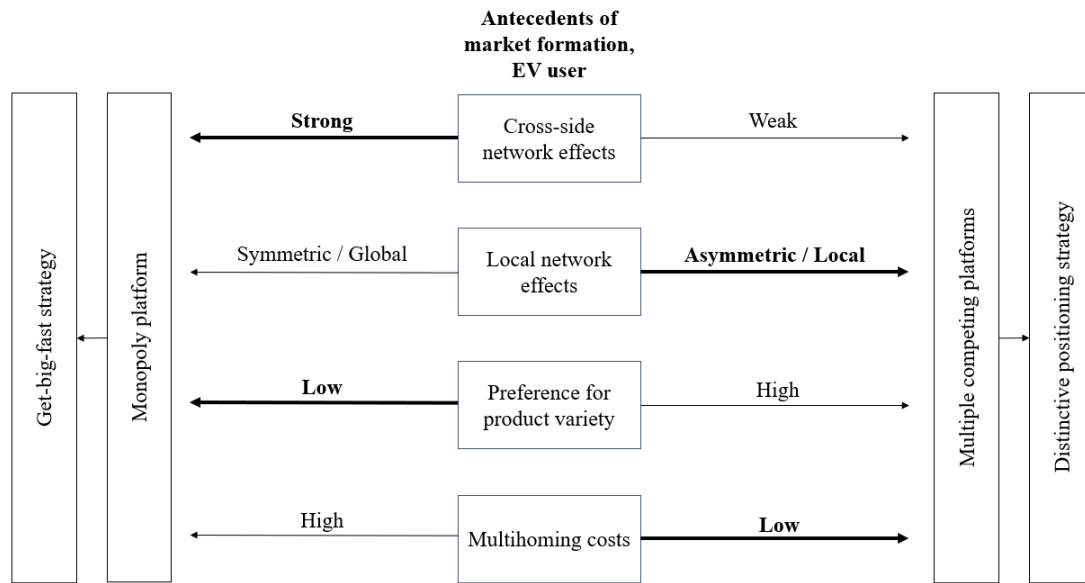 Antecedents of
market formation,
EV user
Get-big-fast strategy
Monopoly platform
Strong
Cross-side
network effects
Weak
Symmetric / Global
Local network
effects
Asymmetric / Local
Low
Preference for
product variety
High
High
Multihoming costs
Low
Multiple competing platforms
Distinctive positioning strategy